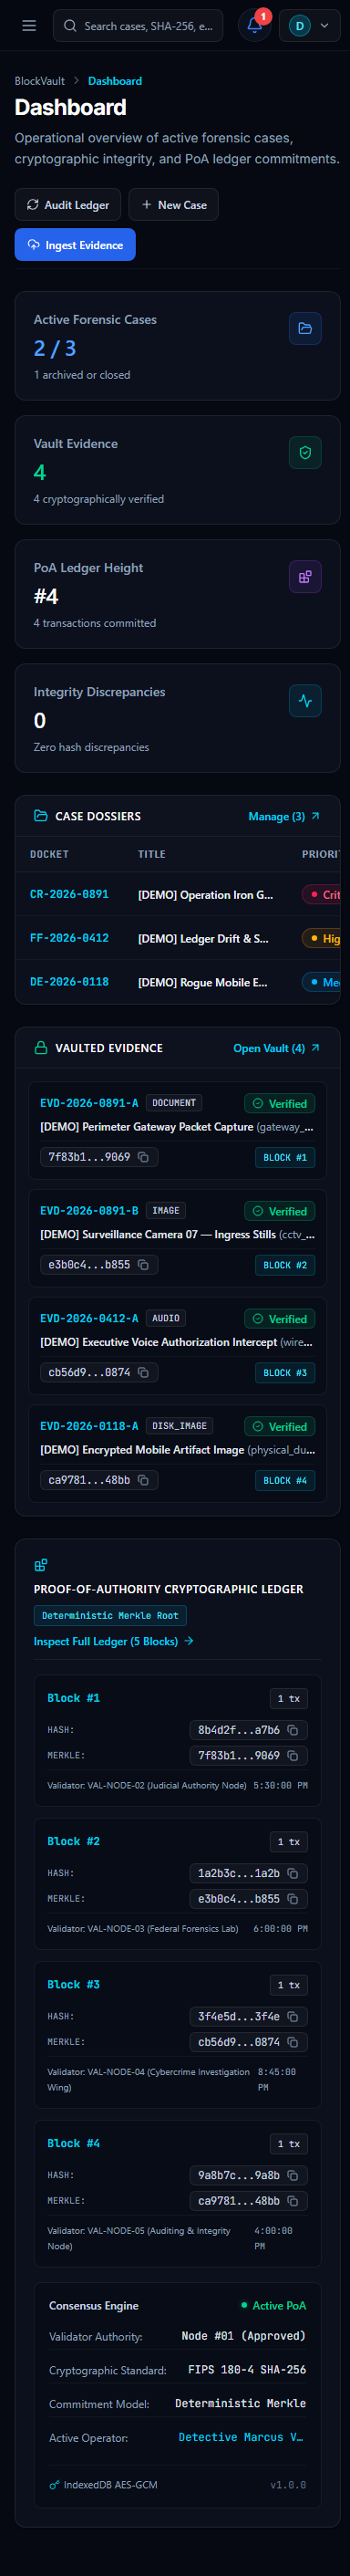 Search cases, SHA-256, e...
1
D
BlockVault > Dashboard
Dashboard
Operational overview of active forensic cases,
cryptographic integrity, and PoA ledger commitments.
Audit Ledger
New Case
Ingest Evidence
Active Forensic Cases
2 / 3
1 archived or closed
Vault Evidence
4
4 cryptographically verified
PoA Ledger Height
#4
4 transactions committed
Integrity Discrepancies
0
Zero hash discrepancies
CASE DOSSIERS Manage (3)
DOCKET TITLE PRIORI
CR-2026-0891 [DEMO] Operation Iron G... Crit
FF-2026-0412 [DEMO] Ledger Drift & S... Hig
DE-2026-0118 [DEMO] Rogue Mobile E... Me
VAULTED EVIDENCE Open Vault (4)
EVD-2026-0891-A DOCUMENT Verified
[DEMO] Perimeter Gateway Packet Capture (gateway_...
7f83b1...9069 BLOCK #1
EVD-2026-0891-B IMAGE Verified
[DEMO] Surveillance Camera 07 — Ingress Stills (cctv_...
e3b0c4...b855 BLOCK #2
EVD-2026-0412-A AUDIO Verified
[DEMO] Executive Voice Authorization Intercept (wire...
cb56d9...0874 BLOCK #3
EVD-2026-0118-A DISK_IMAGE Verified
[DEMO] Encrypted Mobile Artifact Image (physical_du...
ca9781...48bb BLOCK #4
PROOF-OF-AUTHORITY CRYPTOGRAPHIC LEDGER
Deterministic Merkle Root
Inspect Full Ledger (5 Blocks)
Block #1 1 tx
HASH: 8b4d2f...a7b6
MERKLE: 7f83b1...9069
Validator: VAL-NODE-02 (Judicial Authority Node) 5:30:00 PM
Block #2 1 tx
HASH: 1a2b3c...1a2b
MERKLE: e3b0c4...b855
Validator: VAL-NODE-03 (Federal Forensics Lab) 6:00:00 PM
Block #3 1 tx
HASH: 3f4e5d...3f4e
MERKLE: cb56d9...0874
Validator: VAL-NODE-04 (Cybercrime Investigation 8:45:00
Wing) PM
Block #4 1 tx
HASH: 9a8b7c...9a8b
MERKLE: ca9781...48bb
Validator: VAL-NODE-05 (Auditing & Integrity 4:00:00
Node) PM
Consensus Engine Active PoA
Validator Authority: Node #01 (Approved)
Cryptographic Standard: FIPS 180-4 SHA-256
Commitment Model: Deterministic Merkle
Active Operator: Detective Marcus V…
IndexedDB AES-GCM v1.0.0